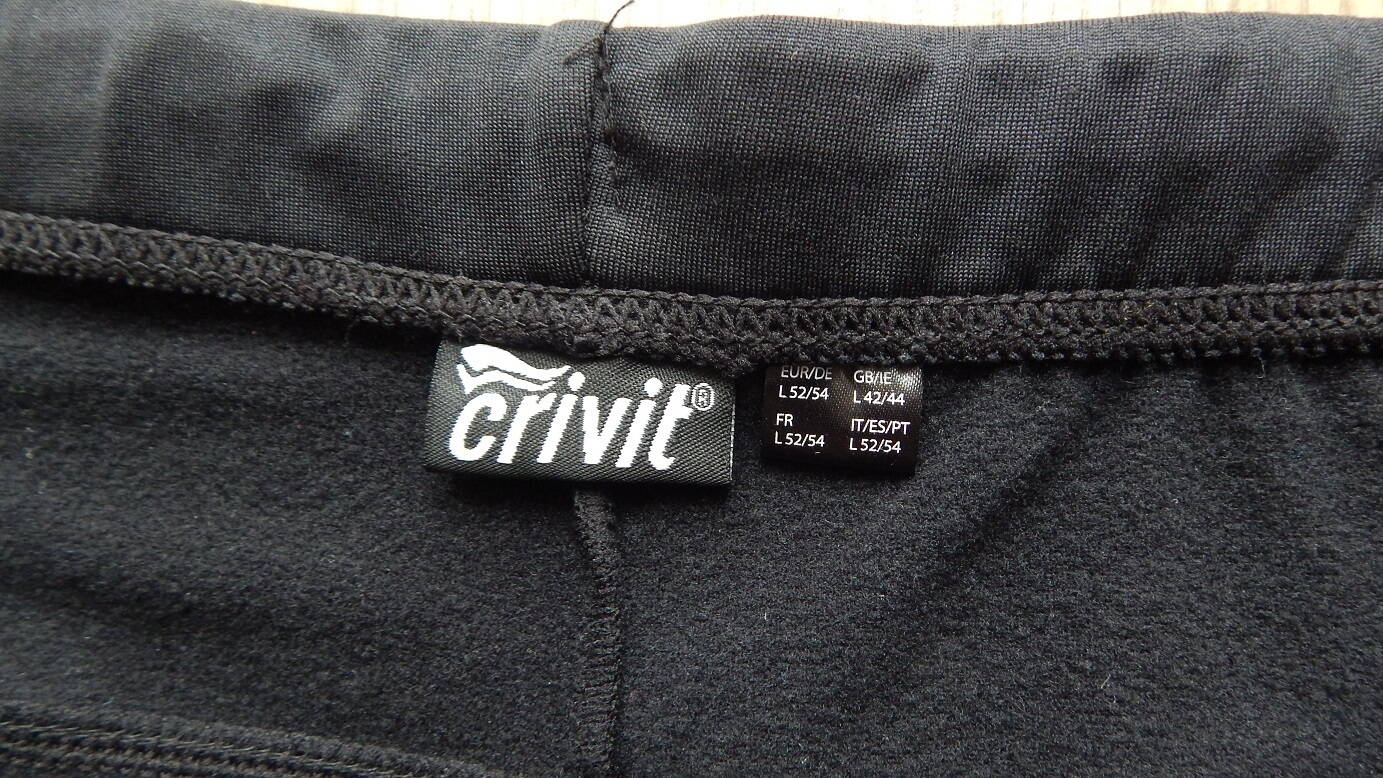 crivit®
EUR/DE GB/IE
L 52/54 L 42/44
FR IT/ES/PT
L 52/54 L 52/54